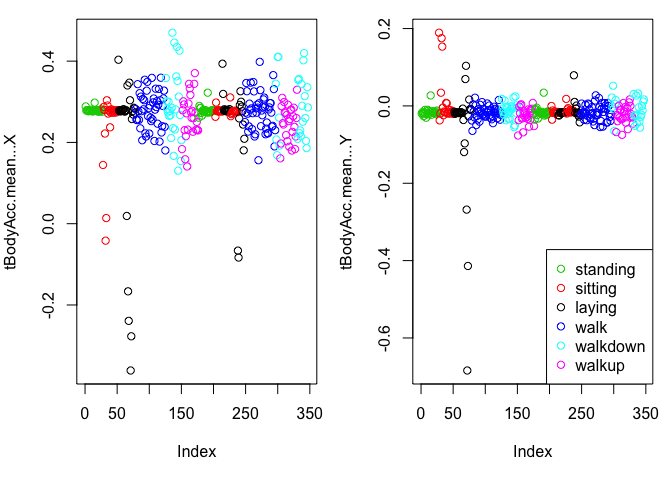 tBodyAcc.mean...X
0.4
0.2
0.0
-0.2
0
50
150
250
350
Index
tBodyAcc.mean...Y
0.2
0.0
-0.2
-0.4
-0.6
0
50
150
250
350
Index
standing
sitting
laying
walk
walkdown
walkup